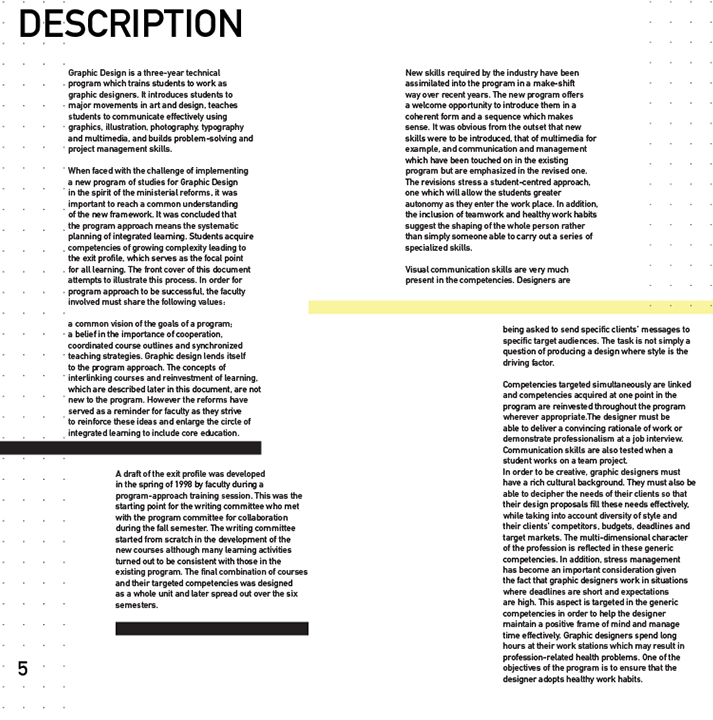 DESCRIPTION
Graphic Design is a three-year technical
program which trains students to work as
graphic designers. It introduces students to
major movements in art and design, teaches
students to communicate effectively using
graphics, illustration, photography, typography
and multimedia, and builds problem-solving and
project management skills.
When faced with the challenge of implementing
a new program of studies for Graphic Design
in the spirit of the ministerial reforms, it was
important to reach a common understanding
of the new framework. It was concluded that
the program approach means the systematic
planning of integrated learning. Students acquire
competencies of growing complexity leading to
the exit profile, which serves as the focal point
for all learning. The front cover of this document
attempts to illustrate this process. In order for
program approach to be successful, the faculty
involved must share the following values:
a common vision of the goals of a program;
a belief in the importance of cooperation,
coordinated course outlines and synchronized
teaching strategies. Graphic design lends itself
to the program approach. The concepts of
interlinking courses and reinvestment of learning,
which are described later in this document, are not
new to the program. However the reforms have
served as a reminder for faculty as they strive
to reinforce these ideas and enlarge the circle of
integrated learning to include core education.
A draft of the exit profile was developed
in the spring of 1998 by faculty during a
program-approach training session. This was the
starting point for the writing committee who met
with the program committee for collaboration
during the fall semester. The writing committee
started from scratch in the development of the
new courses although many learning activities
turned out to be consistent with those in the
existing program. The final combination of courses
and their targeted competencies was designed
as a whole unit and later spread out over the six
semesters.
New skills required by the industry have been
assimilated into the program in a make-shift
way over recent years. The new program offers
a welcome opportunity to introduce them in a
coherent form and a sequence which makes
sense. It was obvious from the outset that new
skills were to be introduced, that of multimedia for
example, and communication and management
which have been touched on in the existing
program but are emphasized in the revised one.
The revisions stress a student-centred approach,
one which will allow the students greater
autonomy as they enter the work place. In addition,
the inclusion of teamwork and healthy work habits
suggest the shaping of the whole person rather
than simply someone able to carry out a series of
specialized skills.
Visual communication skills are very much
present in the competencies. Designers are
being asked to send specific clients' messages to
specific target audiences. The task is not simply a
question of producing a design where style is the
driving factor.
Competencies targeted simultaneously are linked
and competencies acquired at one point in the
program are reinvested throughout the program
wherever appropriate.The designer must be
able to deliver a convincing rationale of work or
demonstrate professionalism at a job interview.
Communication skills are also tested when a
student works on a team project.
In order to be creative, graphic designers must
have a rich cultural background. They must also be
able to decipher the needs of their clients so that
their design proposals fill these needs effectively,
while taking into account diversity of style and
their clients' competitors, budgets, deadlines and
target markets. The multi-dimensional character
of the profession is reflected in these generic
competencies. In addition, stress management
has become an important consideration given
the fact that graphic designers work in situations
where deadlines are short and expectations
are high. This aspect is targeted in the generic
competencies in order to help the designer
maintain a positive frame of mind and manage
time effectively. Graphic designers spend long
hours at their work stations which may result in
profession-related health problems. One of the
objectives of the program is to ensure that the
designer adopts healthy work habits.
5